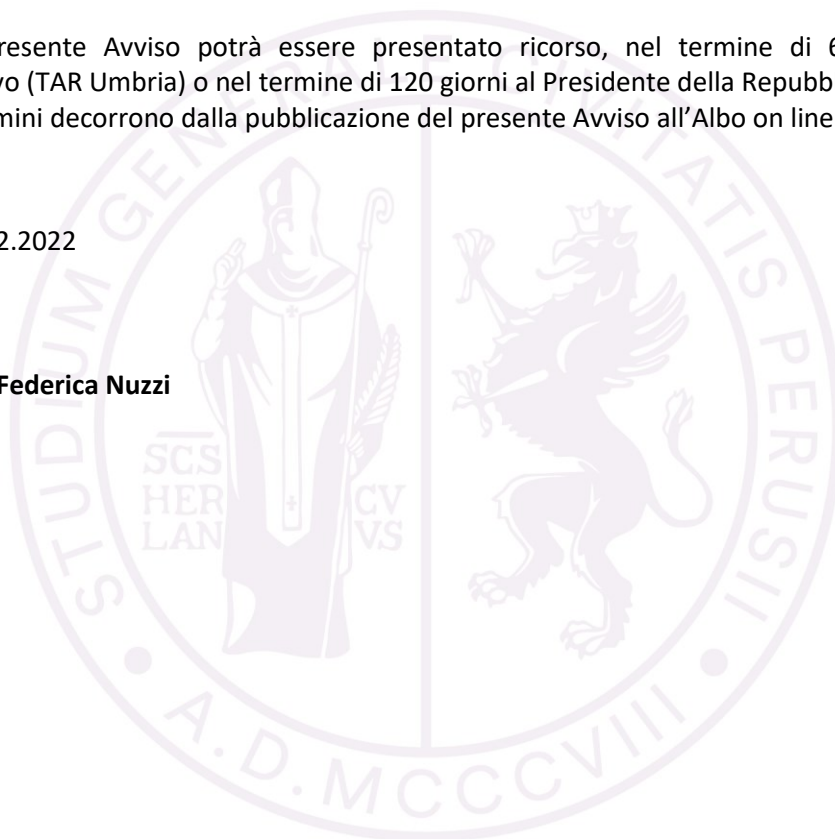 resente Avviso potrà essere presentato ricorso, nel termine di 6
vo (TAR Umbria) o nel termine di 120 giorni al Presidente della Repubb
mini decorrono dalla pubblicazione del presente Avviso all'Albo on line
2.2022
Federica Nuzzi
STUDIUM GENERALE CIVITATIS PERUSII
SCS HER LAN
CV VS
A.D. MCCCVIII